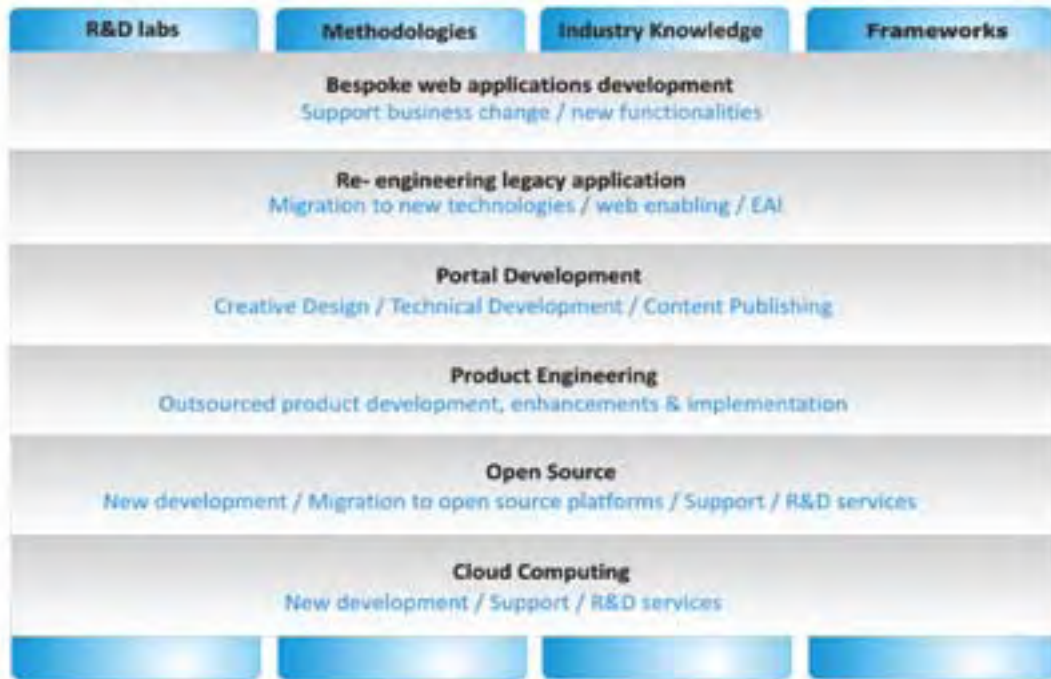 R&D labs
Methodologies
Industry Knowledge
Frameworks
Bespoke web applications development
Support business change / new functionalities
Re- engineering legacy application
Migration to new technologies / web enabling / EAI
Portal Development
Creative Design / Technical Development / Content Publishing
Product Engineering
Outsourced product development, enhancements & implementation
Open Source
New development / Migration to open source platforms / Support / R&D services
Cloud Computing
New development / Support / R&D services